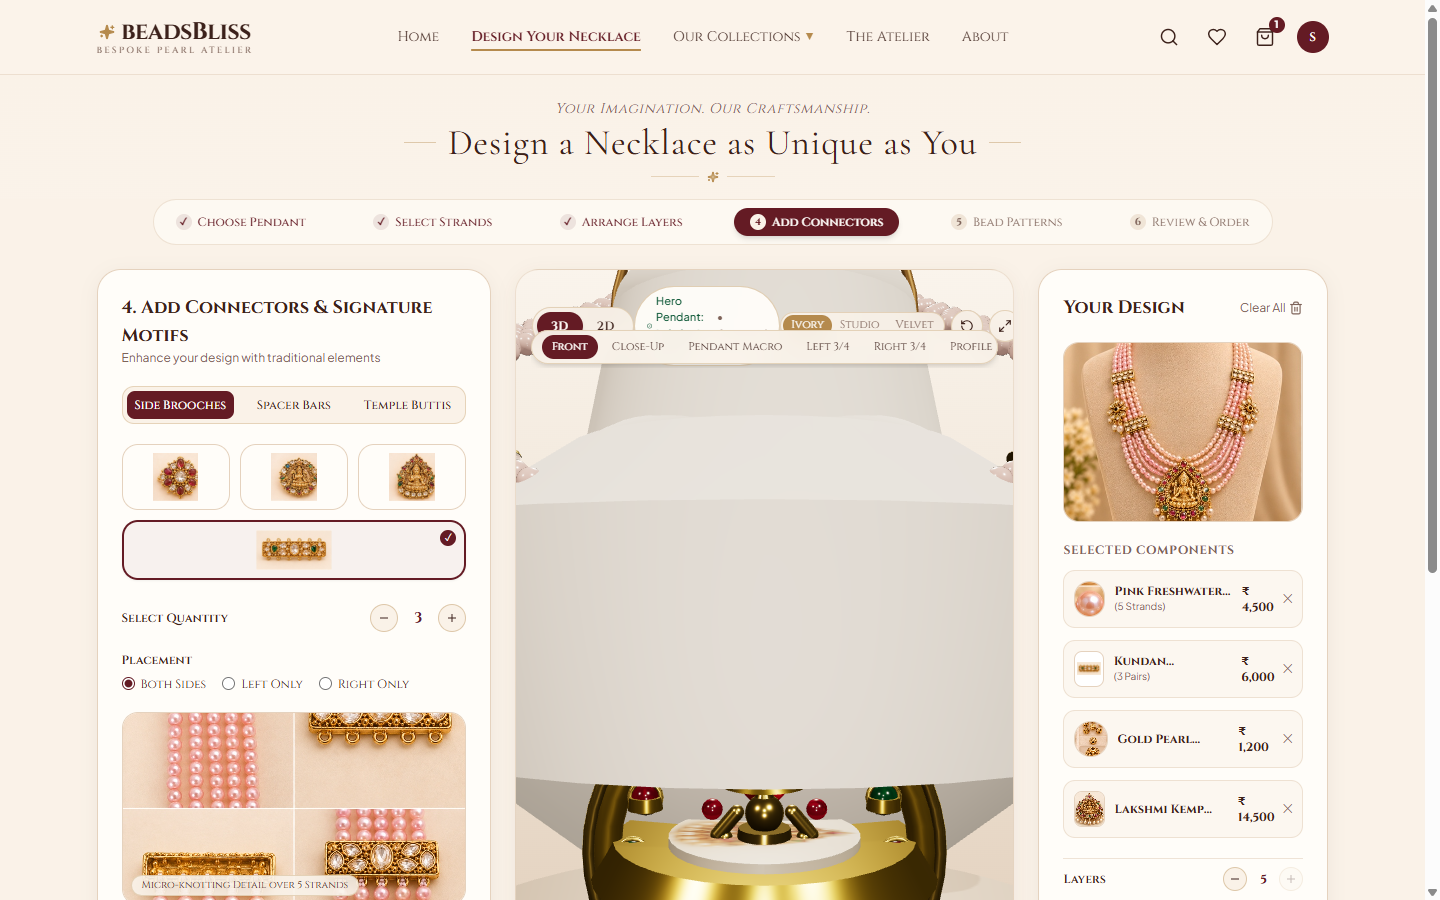 BEADSBLISS
BESPOKE PEARL ATELIER
HOME
DESIGN YOUR NECKLACE
OUR COLLECTIONS ▼
THE ATELIER
ABOUT
1
S
YOUR IMAGINATION. OUR CRAFTSMANSHIP.
Design a Necklace as Unique as You
✓ CHOOSE PENDANT
✓ SELECT STRANDS
✓ ARRANGE LAYERS
4 ADD CONNECTORS
5 BEAD PATTERNS
6 REVIEW & ORDER
4. ADD CONNECTORS & SIGNATURE
MOTIFS
Enhance your design with traditional elements
SIDE BROOCHES
SPACER BARS
TEMPLE BUTTIS
SELECT QUANTITY
− 3 +
PLACEMENT
BOTH SIDES
LEFT ONLY
RIGHT ONLY
MICRO-KNOTTING DETAIL OVER 5 STRANDS
3D
2D
Hero
Pendant:
IVORY
STUDIO
VELVET
FRONT
CLOSE-UP
PENDANT MACRO
LEFT 3/4
RIGHT 3/4
PROFILE
YOUR DESIGN
Clear All
SELECTED COMPONENTS
PINK FRESHWATER...
(5 Strands)
₹
4,500
KUNDAN...
(3 Pairs)
₹
6,000
GOLD PEARL...
₹
1,200
LAKSHMI KEMP...
₹
14,500
LAYERS
− 5 +